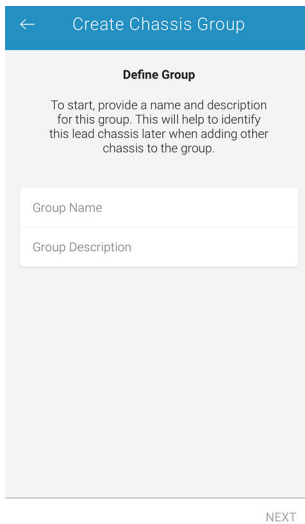 Create Chassis Group
Define Group
To start, provide a name and description
for this group. This will help to identify
this lead chassis later when adding other
chassis to the group.
Group Name
Group Description
NEXT